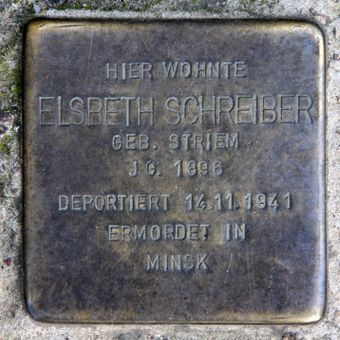 HIER WOHNTE
ELSBETH SCHREIBER
GEB. STRIEM
JG. 1896
DEPORTIERT 14.11.1941
ERMORDET IN
MINSK